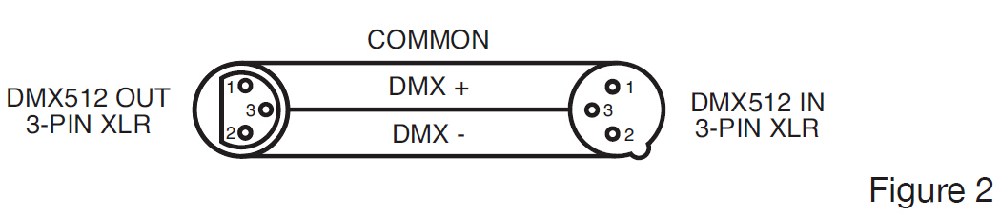 COMMON
DMX512 OUT
3-PIN XLR
1
3
2
DMX +
DMX -
1
3
2
DMX512 IN
3-PIN XLR
Figure 2